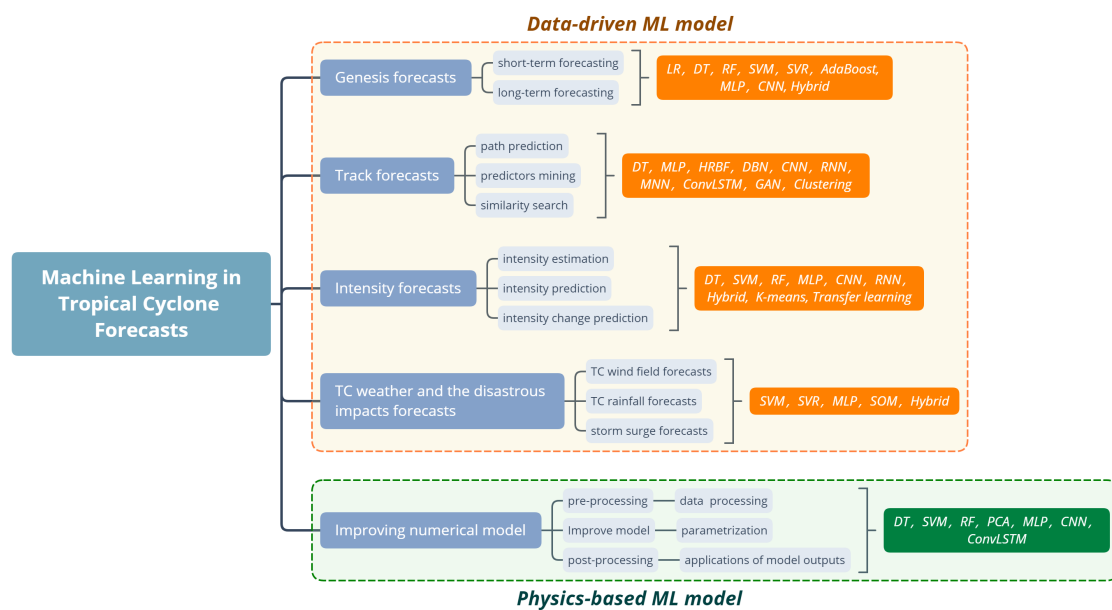 Data-driven ML model
Machine Learning in
Tropical Cyclone
Forecasts
Genesis forecasts
short-term forecasting
long-term forecasting
LR, DT, RF, SVM, SVR, AdaBoost,
MLP, CNN, Hybrid
Track forecasts
path prediction
predictors mining
similarity search
DT, MLP, HRBF, DBN, CNN, RNN,
MNN, ConvLSTM, GAN, Clustering
Intensity forecasts
intensity estimation
intensity prediction
intensity change prediction
DT, SVM, RF, MLP, CNN, RNN,
Hybrid, K-means, Transfer learning
TC weather and the disastrous
impacts forecasts
TC wind field forecasts
TC rainfall forecasts
storm surge forecasts
SVM, SVR, MLP, SOM, Hybrid
Improving numerical model
pre-processing
data processing
Improve model
parametrization
post-processing
applications of model outputs
DT, SVM, RF, PCA, MLP, CNN,
ConvLSTM
Physics-based ML model